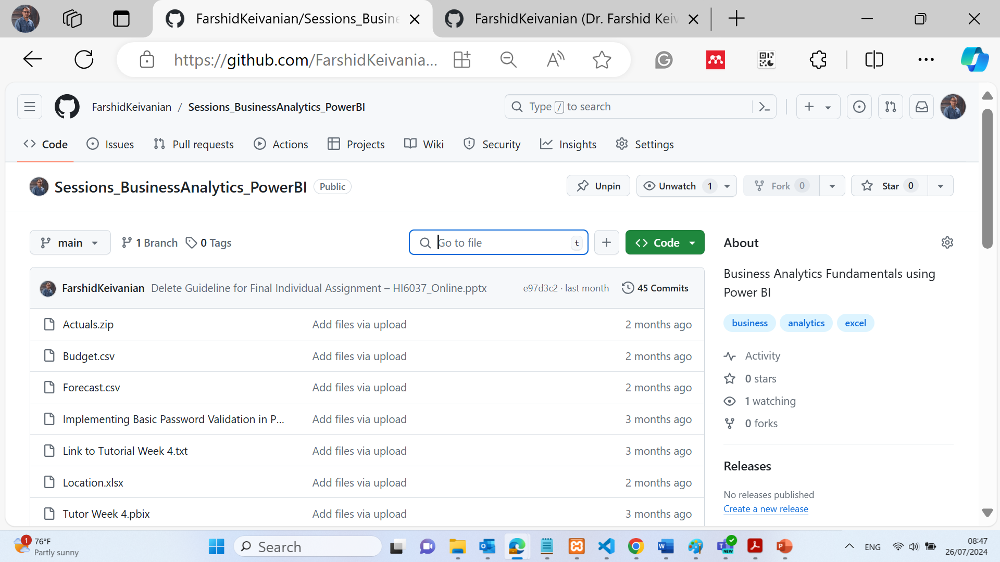 FarshidKeivanian/Sessions_Busine
FarshidKeivanian (Dr. Farshid Keiv
https://github.com/FarshidKeivania...
FarshidKeivanian / Sessions_BusinessAnalytics_PowerBI
Type / to search
Code Issues Pull requests Actions Projects Wiki Security Insights Settings
Sessions_BusinessAnalytics_PowerBI Public
Unpin Unwatch 1 Fork 0 Star 0
main 1 Branch 0 Tags
Go to file t
Code
FarshidKeivanian Delete Guideline for Final Individual Assignment – HI6037_Online.pptx e97d3c2 · last month 45 Commits
Actuals.zip Add files via upload 2 months ago
Budget.csv Add files via upload 2 months ago
Forecast.csv Add files via upload 2 months ago
Implementing Basic Password Validation in P... Add files via upload 3 months ago
Link to Tutorial Week 4.txt Add files via upload 3 months ago
Location.xlsx Add files via upload 2 months ago
Tutor Week 4.pbix Add files via upload 3 months ago
About
Business Analytics Fundamentals using
Power BI
business analytics excel
Activity
0 stars
1 watching
0 forks
Releases
No releases published
Create a new release
1
76°F
Partly sunny
Search
NEW
ENG
08:47
26/07/2024